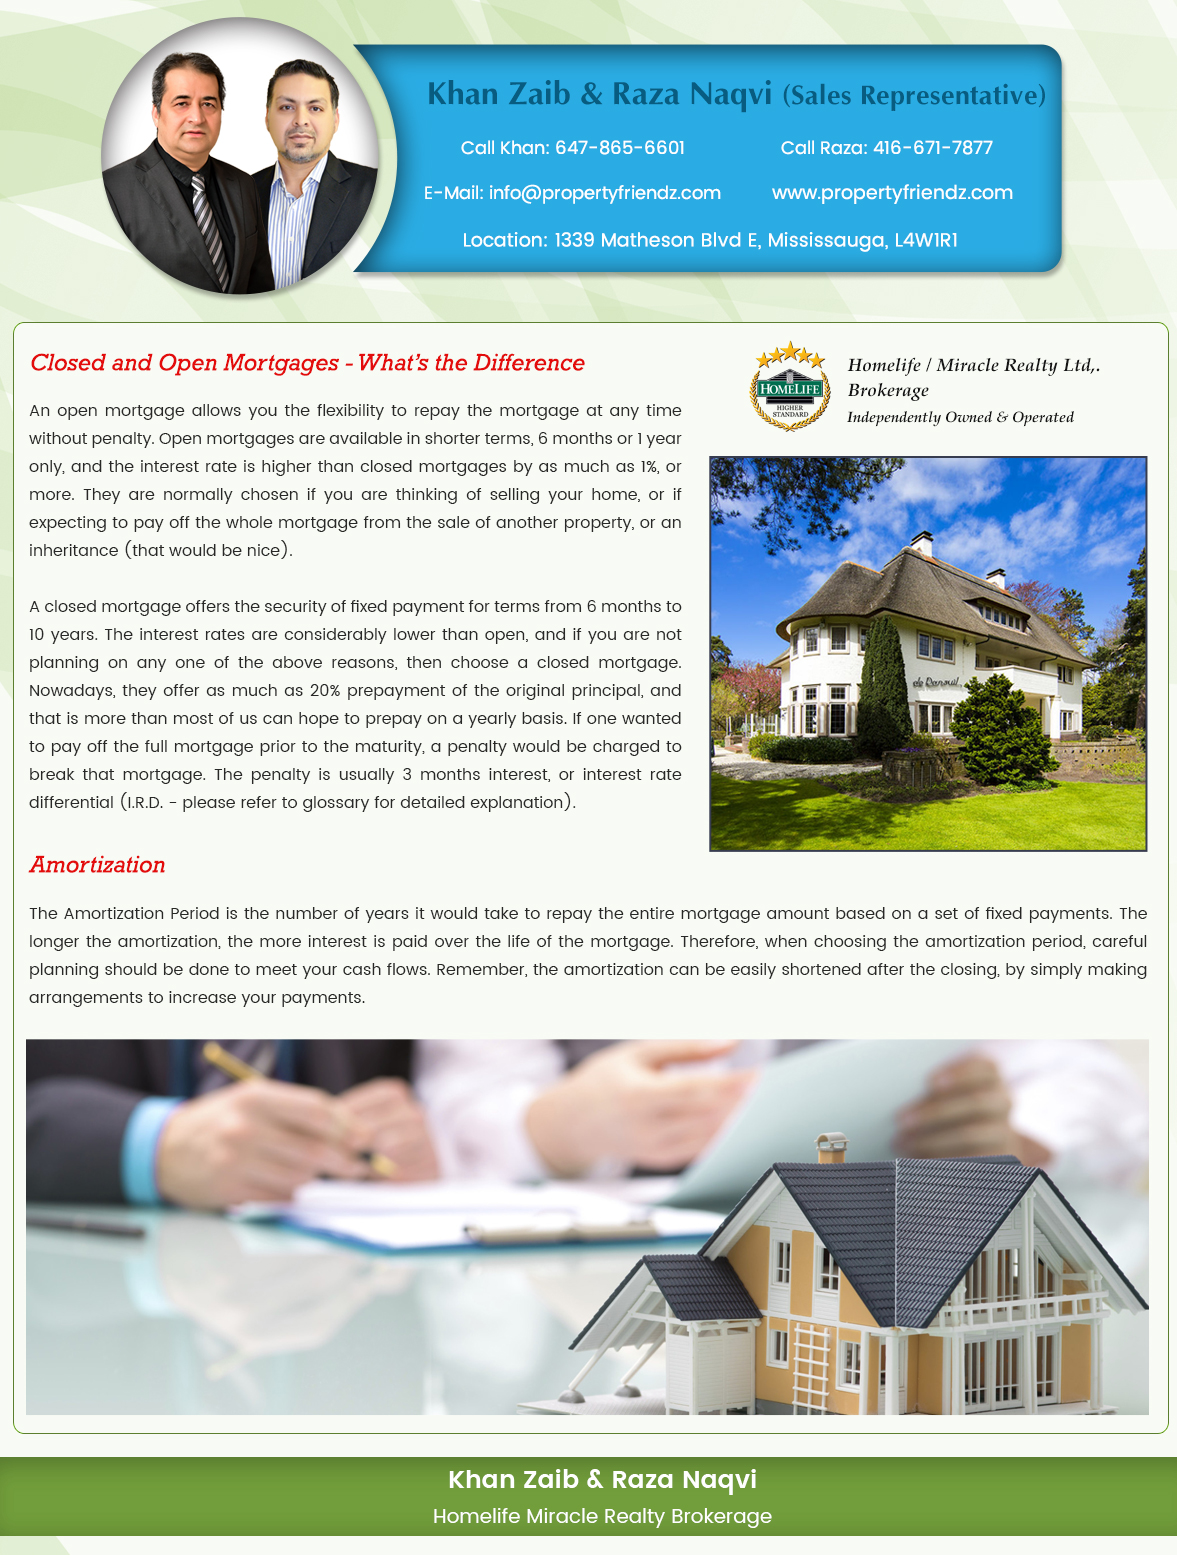 Khan Zaib & Raza Naqvi (Sales Representative)
Call Khan: 647-865-6601
Call Raza: 416-671-7877
E-Mail: info@propertyfriendz.com
www.propertyfriendz.com
Location: 1339 Matheson Blvd E, Mississauga, L4W1R1
Closed and Open Mortgages - What's the Difference
An open mortgage allows you the flexibility to repay the mortgage at any time
without penalty. Open mortgages are available in shorter terms, 6 months or 1 year
only, and the interest rate is higher than closed mortgages by as much as 1%, or
more. They are normally chosen if you are thinking of selling your home, or if
expecting to pay off the whole mortgage from the sale of another property, or an
inheritance (that would be nice).
A closed mortgage offers the security of fixed payment for terms from 6 months to
10 years. The interest rates are considerably lower than open, and if you are not
planning on any one of the above reasons, then choose a closed mortgage.
Nowadays, they offer as much as 20% prepayment of the original principal, and
that is more than most of us can hope to prepay on a yearly basis. If one wanted
to pay off the full mortgage prior to the maturity, a penalty would be charged to
break that mortgage. The penalty is usually 3 months interest, or interest rate
differential (I.R.D. - please refer to glossary for detailed explanation).
HOMELIFE
HIGHER
STANDARD
Homelife / Miracle Realty Ltd,.
Brokerage
Independently Owned & Operated
Amortization
The Amortization Period is the number of years it would take to repay the entire mortgage amount based on a set of fixed payments. The
longer the amortization, the more interest is paid over the life of the mortgage. Therefore, when choosing the amortization period, careful
planning should be done to meet your cash flows. Remember, the amortization can be easily shortened after the closing, by simply making
arrangements to increase your payments.
Khan Zaib & Raza Naqvi
Homelife Miracle Realty Brokerage